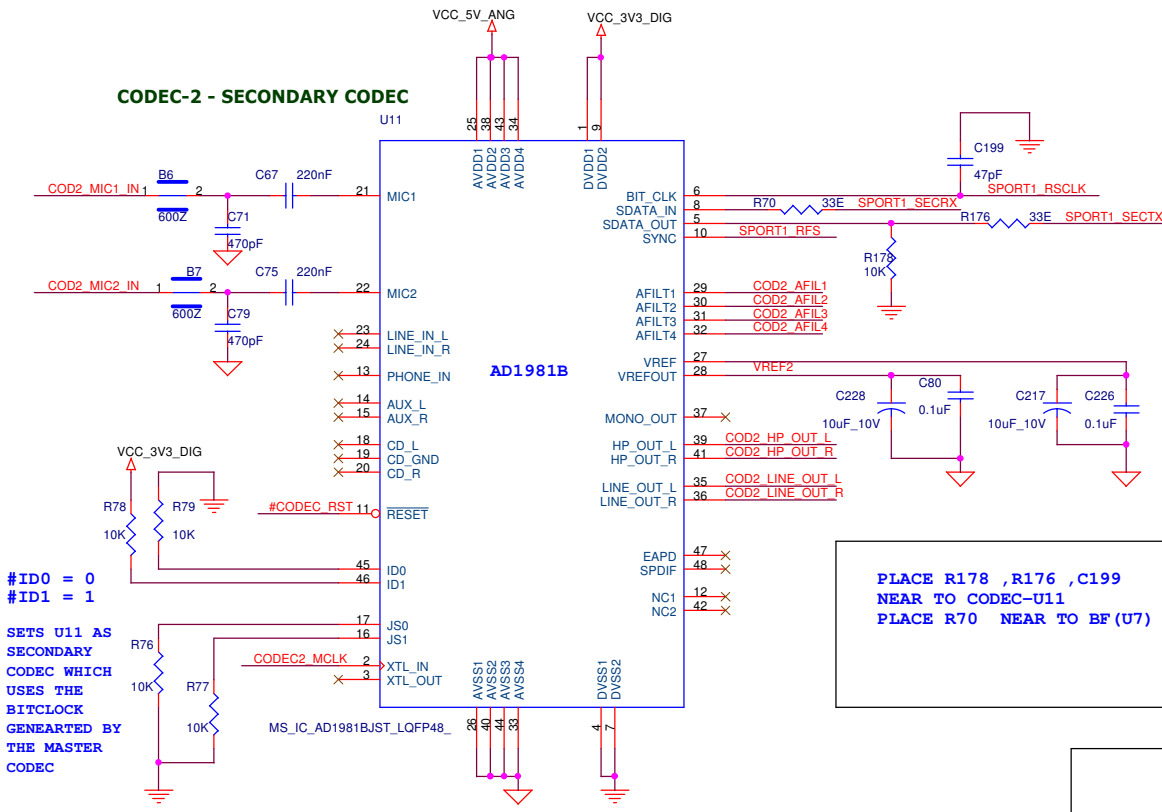 VCC_5V_ANG
VCC_3V3_DIG
CODEC-2 - SECONDARY CODEC
U11
25
38
43
34
1
9
AVDD1
AVDD2
AVDD3
AVDD4
DVDD1
DVDD2
COD2_MIC1_IN
1
B6
2
600Z
C67
220nF
C71
470pF
21
MIC1
COD2_MIC2_IN
1
B7
2
600Z
C75
220nF
C79
470pF
22
MIC2
23
LINE_IN_L
24
LINE_IN_R
13
PHONE_IN
14
AUX_L
15
AUX_R
18
CD_L
19
CD_GND
20
CD_R
VCC_3V3_DIG
R78
10K
R79
10K
#CODEC_RST
11
RESET
45
ID0
46
ID1
#ID0 = 0
#ID1 = 1
SETS U11 AS
SECONDARY
CODEC WHICH
USES THE
BITCLOCK
GENEARTED BY
THE MASTER
CODEC
17
JS0
16
JS1
R76
10K
R77
10K
CODEC2_MCLK
2
XTL_IN
3
XTL_OUT
AD1981B
MS_IC_AD1981BJST_LQFP48_
AVSS1
AVSS2
AVSS3
AVSS4
DVSS1
DVSS2
26
40
44
33
4
7
C199
47pF
BIT_CLK
6
SPORT1_RSCLK
SDATA_IN
8
R70
33E
SPORT1_SECRX
SDATA_OUT
5
R176
33E
SPORT1_SECTX
SYNC
10
SPORT1_RFS
R178
10K
AFILT1
29
COD2_AFIL1
AFILT2
30
COD2_AFIL2
AFILT3
31
COD2_AFIL3
AFILT4
32
COD2_AFIL4
VREF
27
VREFOUT
28
VREF2
C228
10uF_10V
C80
0.1uF
C217
10uF_10V
C226
0.1uF
MONO_OUT
37
HP_OUT_L
39
COD2_HP_OUT_L
HP_OUT_R
41
COD2_HP_OUT_R
LINE_OUT_L
35
COD2_LINE_OUT_L
LINE_OUT_R
36
COD2_LINE_OUT_R
EAPD
47
SPDIF
48
NC1
12
NC2
42
PLACE R178 ,R176 ,C199
NEAR TO CODEC-U11
PLACE R70 NEAR TO BF(U7)